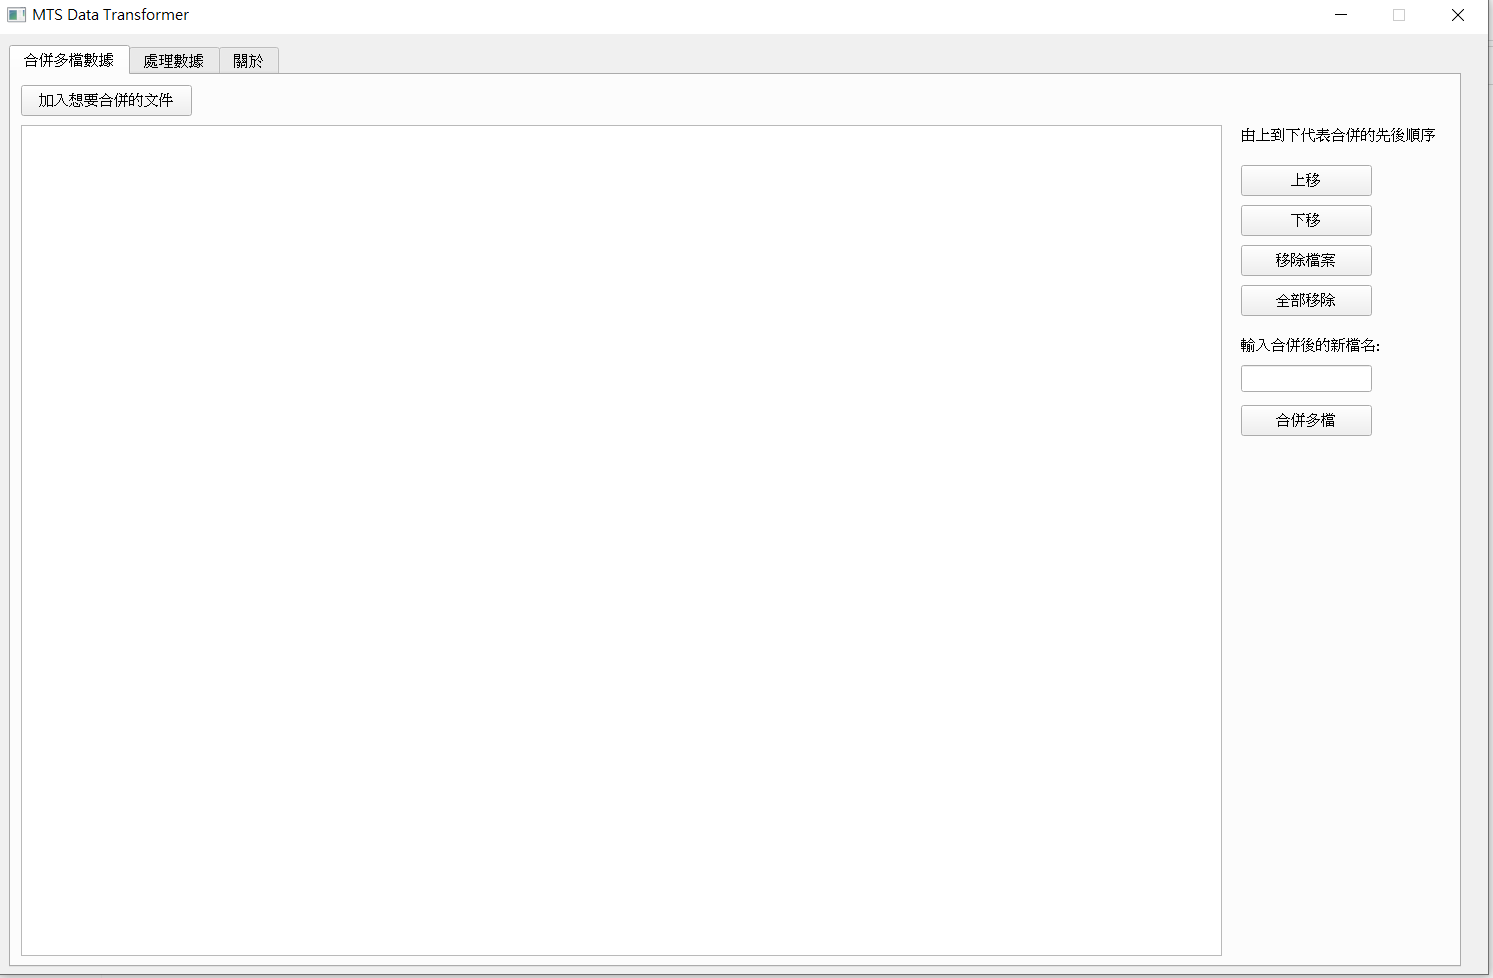 MTS Data Transformer
合併多檔數據
處理數據
關於
加入想要合併的文件
由上到下代表合併的先後順序
上移
下移
移除檔案
全部移除
輸入合併後的新檔名:
合併多檔